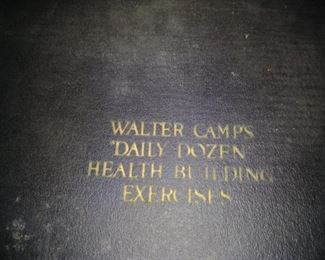 WALTER CAMP'S
"DAILY DOZEN"
HEALTH BUILDING
EXERCISES